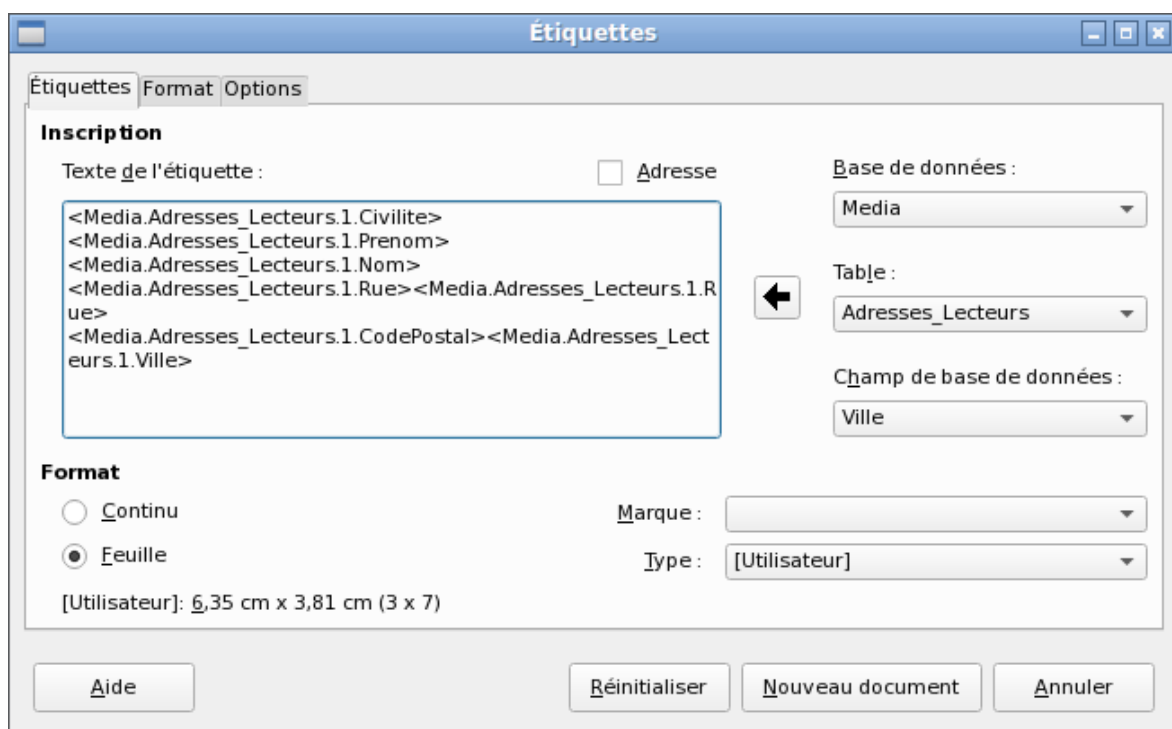 Étiquettes
Étiquettes Format Options
Inscription
Texte de l'étiquette :
Adresse
Base de données :
<Media.Adresses_Lecteurs.1.Civilite>
<Media.Adresses_Lecteurs.1.Prenom>
<Media.Adresses_Lecteurs.1.Nom>
<Media.Adresses_Lecteurs.1.Rue><Media.Adresses_Lecteurs.1.R
ue>
<Media.Adresses_Lecteurs.1.CodePostal><Media.Adresses_Lect
eurs.1.Ville>
Media
Table :
Adresses_Lecteurs
Champ de base de données :
Ville
Format
Continu
Marque :
Feuille
Type : [Utilisateur]
[Utilisateur]: 6,35 cm x 3,81 cm (3 x 7)
Aide Réinitialiser Nouveau document Annuler